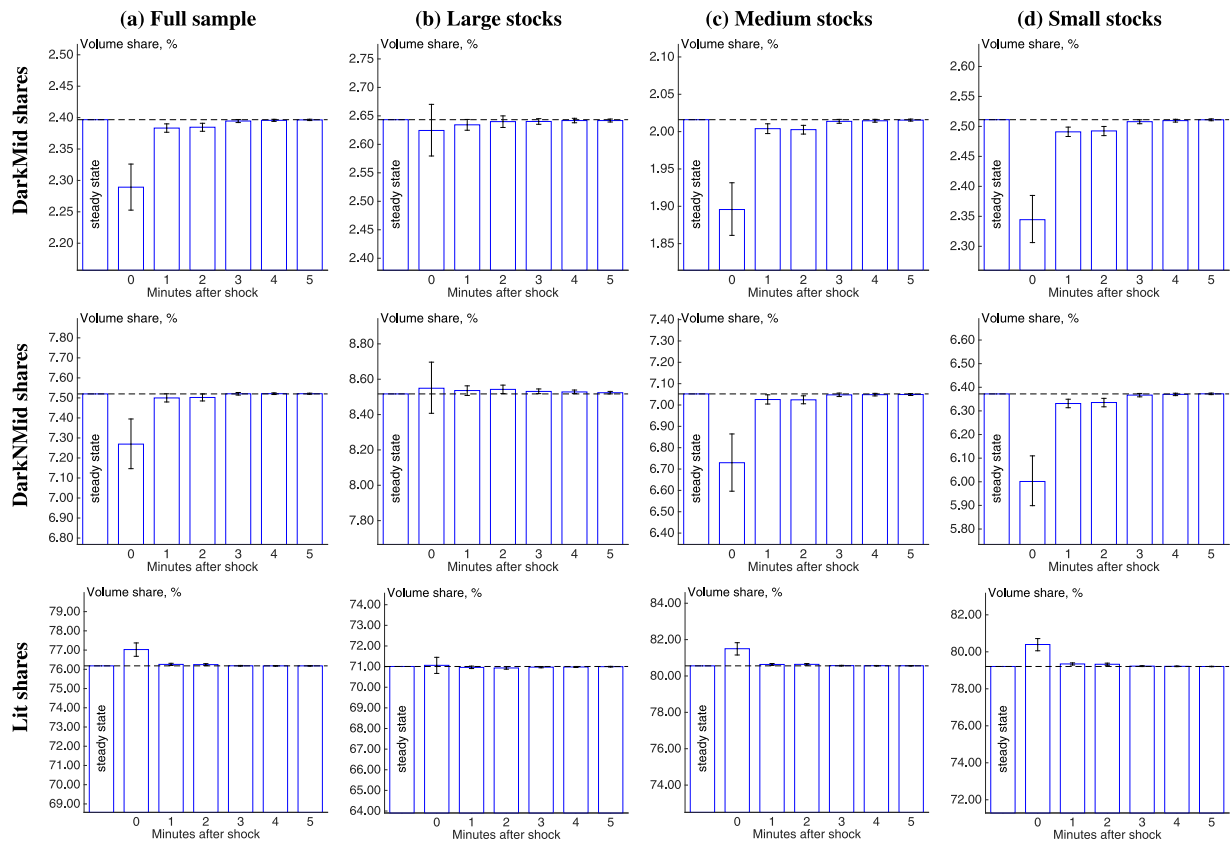 (a) Full sample (b) Large stocks (c) Medium stocks (d) Small stocks
DarkMid shares
Volume share, %
2.50
2.45
2.40
2.35
2.30
2.25
2.20
steady state
0 1 2 3 4 5
Minutes after shock
Volume share, %
2.75
2.70
2.65
2.60
2.55
2.50
2.45
2.40
steady state
0 1 2 3 4 5
Minutes after shock
Volume share, %
2.10
2.05
2.00
1.95
1.90
1.85
steady state
0 1 2 3 4 5
Minutes after shock
Volume share, %
2.60
2.55
2.50
2.45
2.40
2.35
2.30
steady state
0 1 2 3 4 5
Minutes after shock
DarkNMid shares
Volume share, %
7.80
7.70
7.60
7.50
7.40
7.30
7.20
7.10
7.00
6.90
6.80
steady state
0 1 2 3 4 5
Minutes after shock
Volume share, %
8.80
8.60
8.40
8.20
8.00
7.80
steady state
0 1 2 3 4 5
Minutes after shock
Volume share, %
7.40
7.30
7.20
7.10
7.00
6.90
6.80
6.70
6.60
6.50
6.40
steady state
0 1 2 3 4 5
Minutes after shock
Volume share, %
6.60
6.50
6.40
6.30
6.20
6.10
6.00
5.90
5.80
steady state
0 1 2 3 4 5
Minutes after shock
Lit shares
Volume share, %
79.00
78.00
77.00
76.00
75.00
74.00
73.00
72.00
71.00
70.00
69.00
steady state
0 1 2 3 4 5
Minutes after shock
Volume share, %
74.00
73.00
72.00
71.00
70.00
69.00
68.00
67.00
66.00
65.00
64.00
steady state
0 1 2 3 4 5
Minutes after shock
Volume share, %
84.00
82.00
80.00
78.00
76.00
74.00
steady state
0 1 2 3 4 5
Minutes after shock
Volume share, %
82.00
80.00
78.00
76.00
74.00
72.00
steady state
0 1 2 3 4 5
Minutes after shock